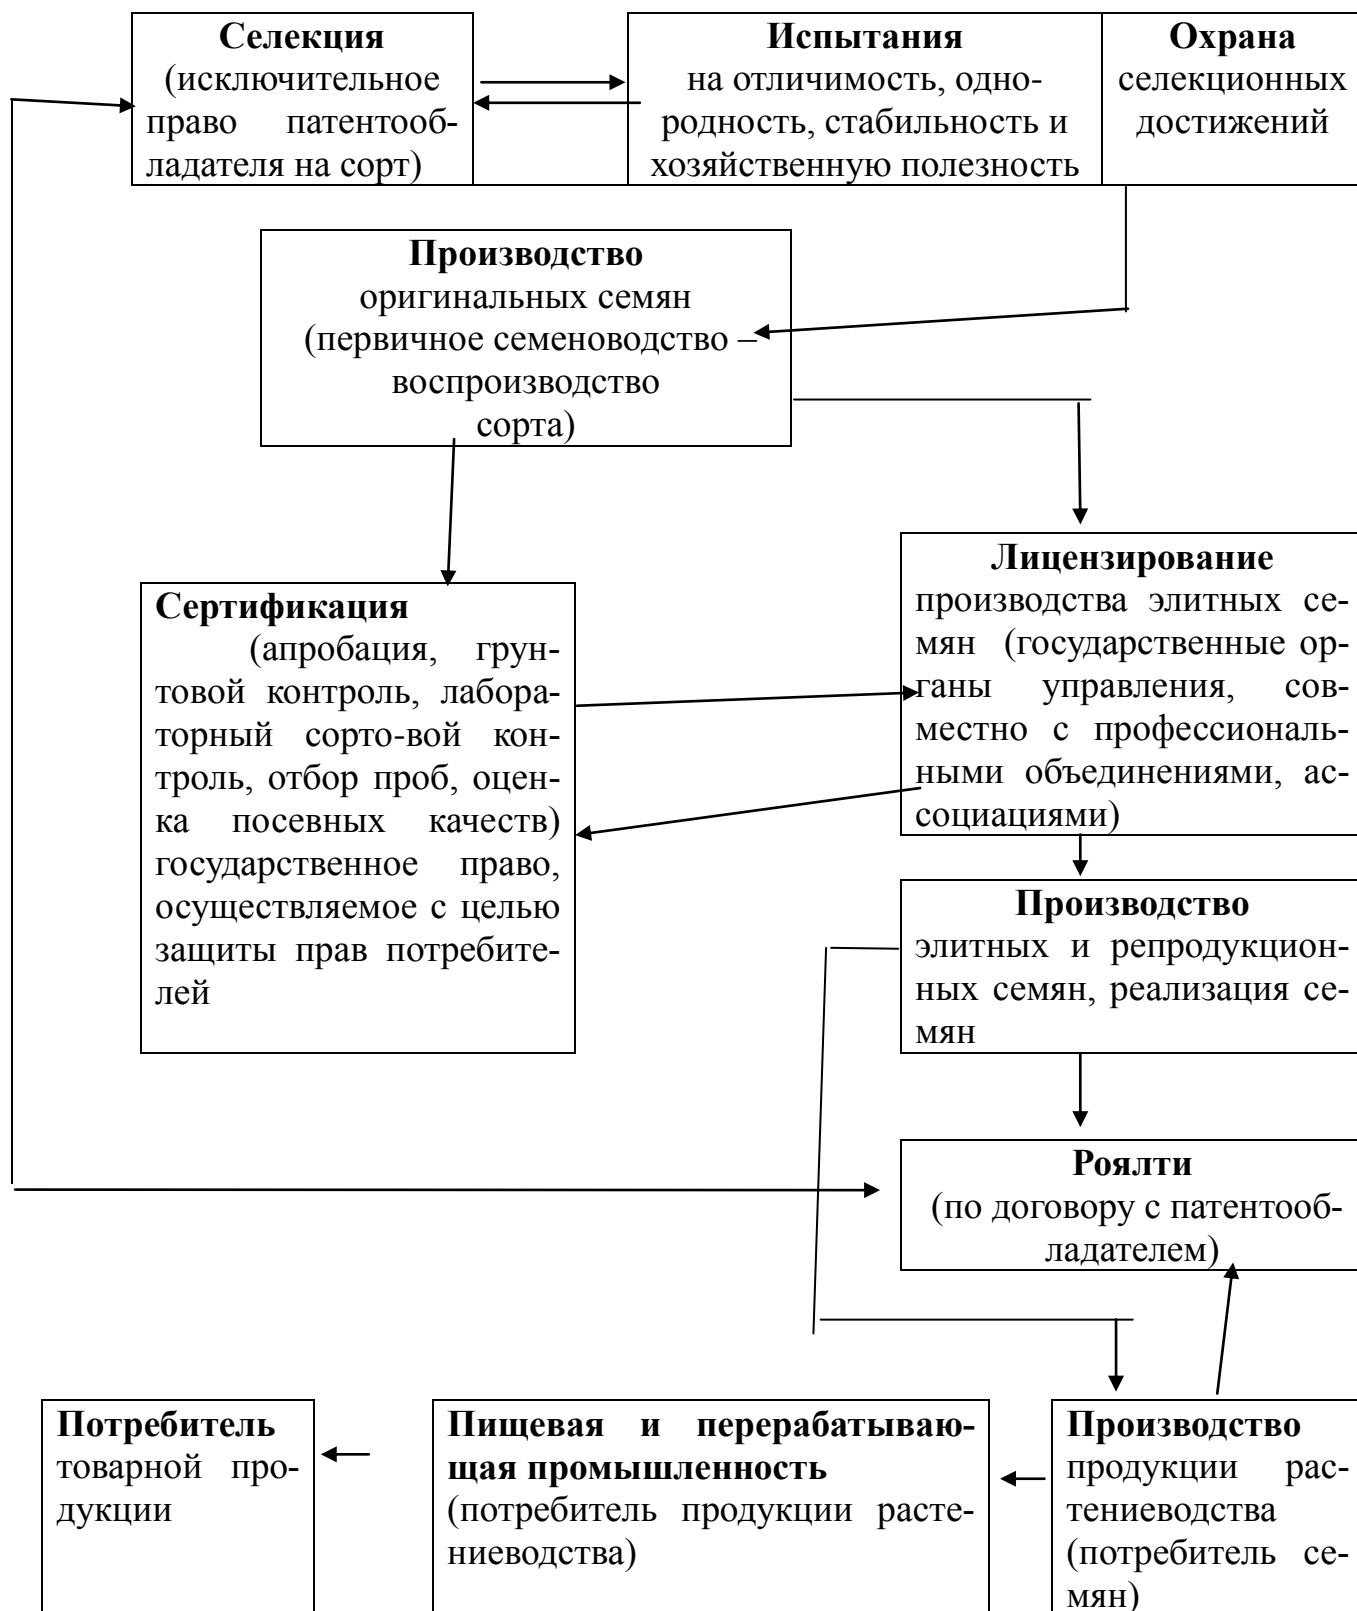 Селекция
(исключительное
право патентооб-
ладателя на сорт)
Испытания
на отличимость, одно-
родность, стабильность и
хозяйственную полезность
Охрана
селекционных
достижений
Производство
оригинальных семян
(первичное семеноводство –
воспроизводство
сорта)
Лицензирование
производства элитных се-
мян (государственные ор-
ганы управления, сов-
местно с профессиональ-
ными объединениями, ас-
социациями)
Сертификация
(апробация, грун-
товой контроль, лабора-
торный сорто-вой кон-
троль, отбор проб, оцен-
ка посевных качеств)
государственное право,
осуществляемое с целью
защиты прав потребите-
лей
Производство
элитных и репродукцион-
ных семян, реализация се-
мян
Роялти
(по договору с патентооб-
ладателем)
Потребитель
товарной про-
дукции
Пищевая и перерабатываю-
щая промышленность
(потребитель продукции расте-
ниеводства)
Производство
продукции рас-
тениеводства
(потребитель се-
мян)